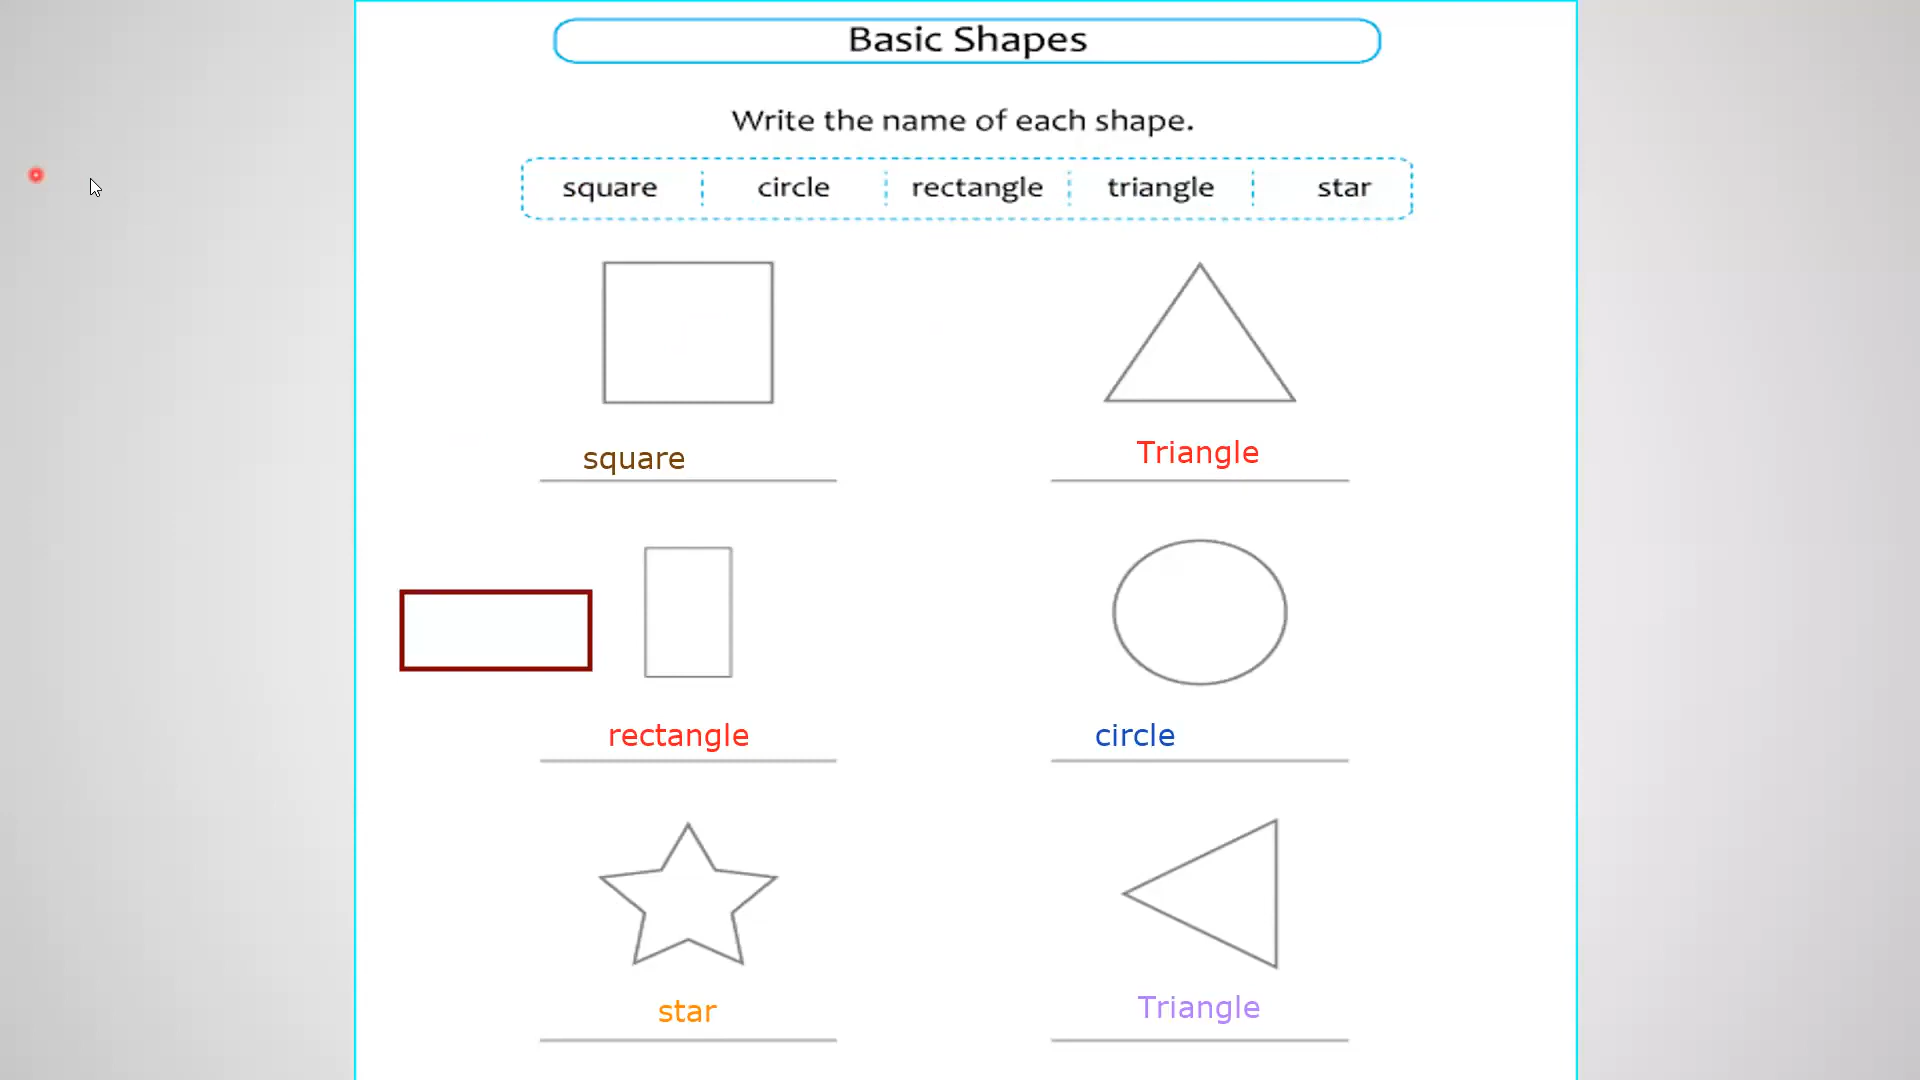 Basic Shapes
Write the name of each shape.
square circle rectangle triangle star
square Triangle
rectangle circle
star Triangle